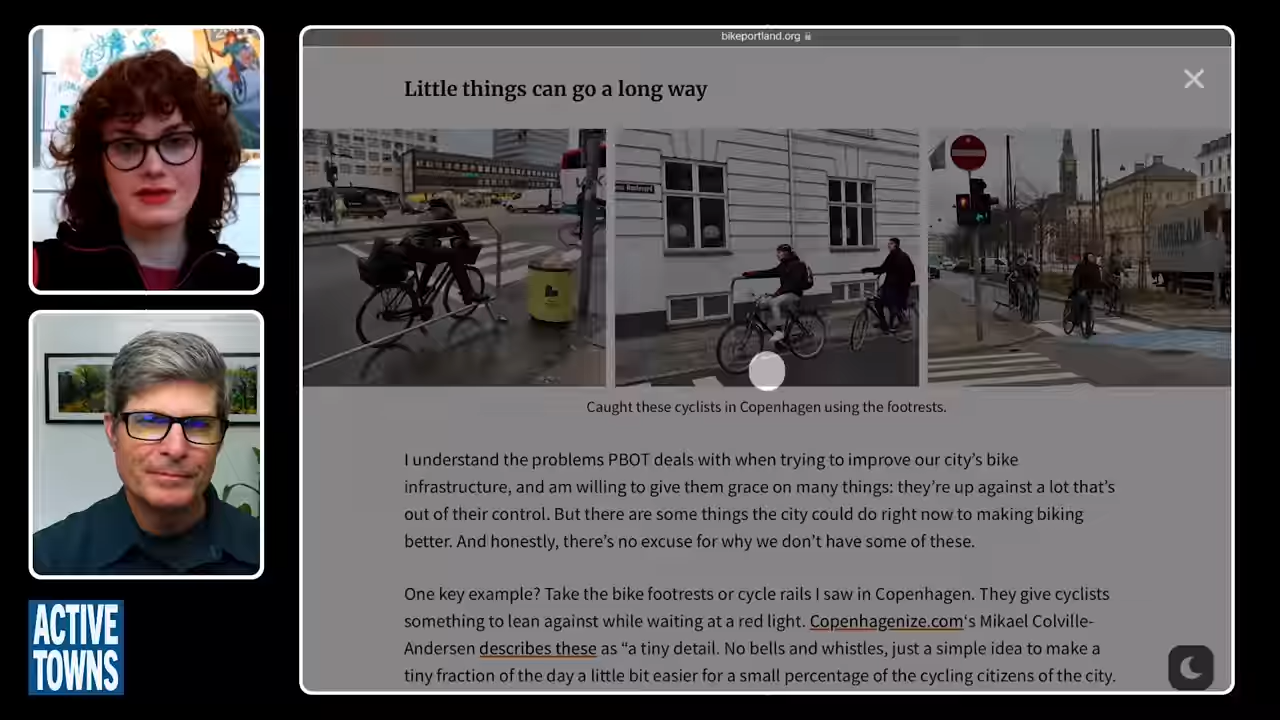 bikeportland.org
Little things can go a long way
Caught these cyclists in Copenhagen using the footrests.
I understand the problems PBOT deals with when trying to improve our city’s bike
infrastructure, and am willing to give them grace on many things: they’re up against a lot that’s
out of their control. But there are some things the city could do right now to making biking
better. And honestly, there’s no excuse for why we don’t have some of these.
One key example? Take the bike footrests or cycle rails I saw in Copenhagen. They give cyclists
something to lean against while waiting at a red light. Copenhagenize.com‘s Mikael Colville-
Andersen describes these as “a tiny detail. No bells and whistles, just a simple idea to make a
tiny fraction of the day a little bit easier for a small percentage of the cycling citizens of the city.
ACTIVE
TOWNS